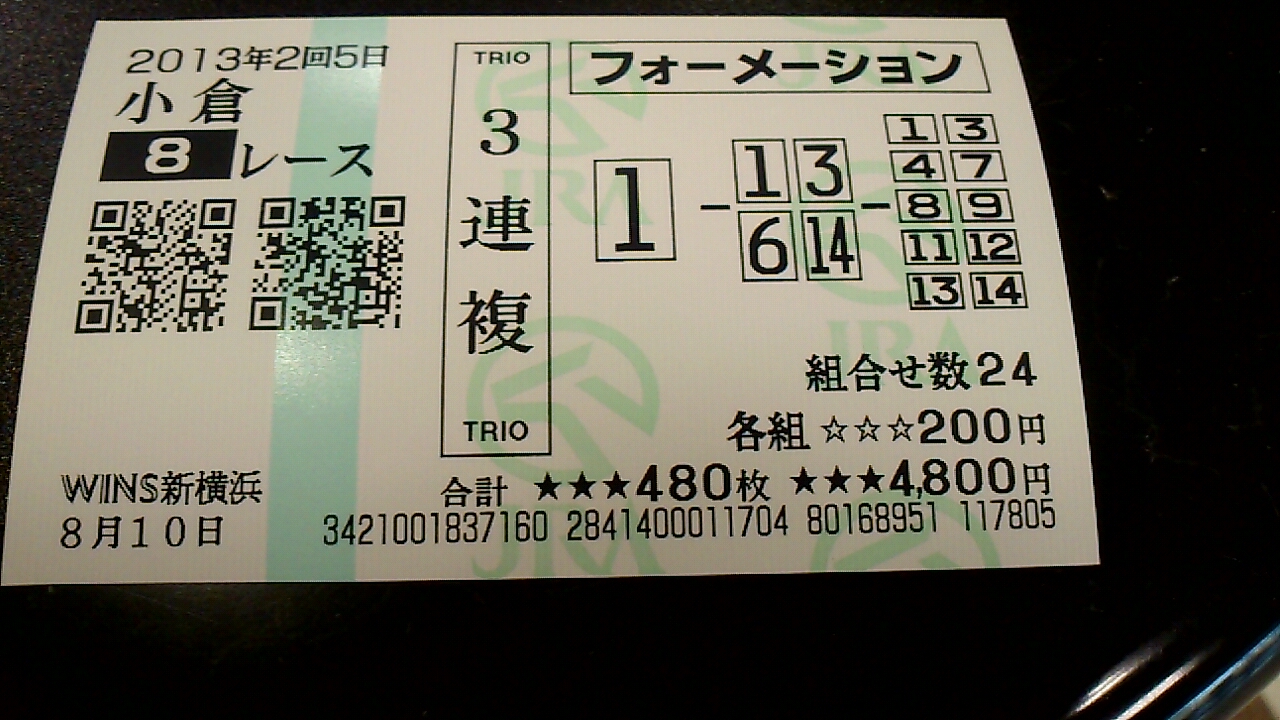 2013年2回5日
小倉
8レース
TRIO
3連複
TRIO
フォーメーション
1 - 1 3 6 14 - 1 3 4 7 8 9 11 12 13 14
組合せ数24
各組 ☆☆☆200円
合計 ★★★480枚 ★★★4,800円
WINS新横浜
8月10日
3421001837160 2841400011704 80168951 117805
JRA
JRA
JRA
JRA